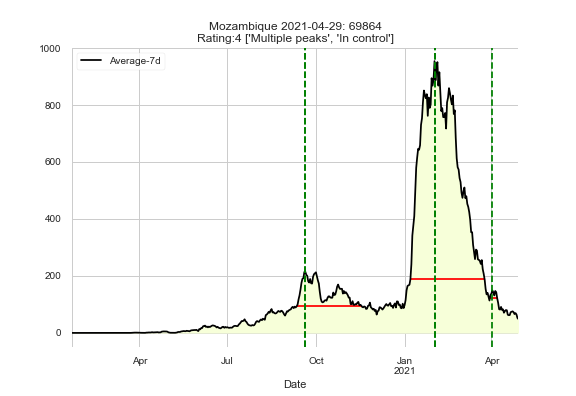 Mozambique 2021-04-29: 69864
Rating:4 ['Multiple peaks', 'In control']
Average-7d
1000
800
600
400
200
0
Apr
Jul
Oct
Jan
2021
Apr
Date